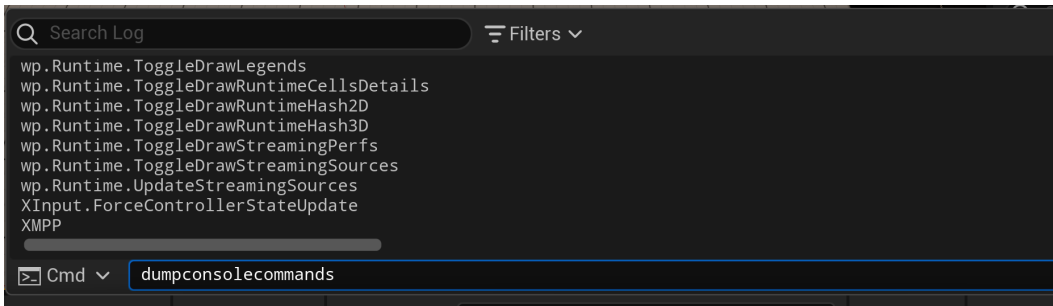 Search Log
Filters
wp.Runtime.ToggleDrawLegends
wp.Runtime.ToggleDrawRuntimeCellsDetails
wp.Runtime.ToggleDrawRuntimeHash2D
wp.Runtime.ToggleDrawRuntimeHash3D
wp.Runtime.ToggleDrawStreamingPerfs
wp.Runtime.ToggleDrawStreamingSources
wp.Runtime.UpdateStreamingSources
XInput.ForceControllerStateUpdate
XMPP
Cmd
dumpconsolecommands